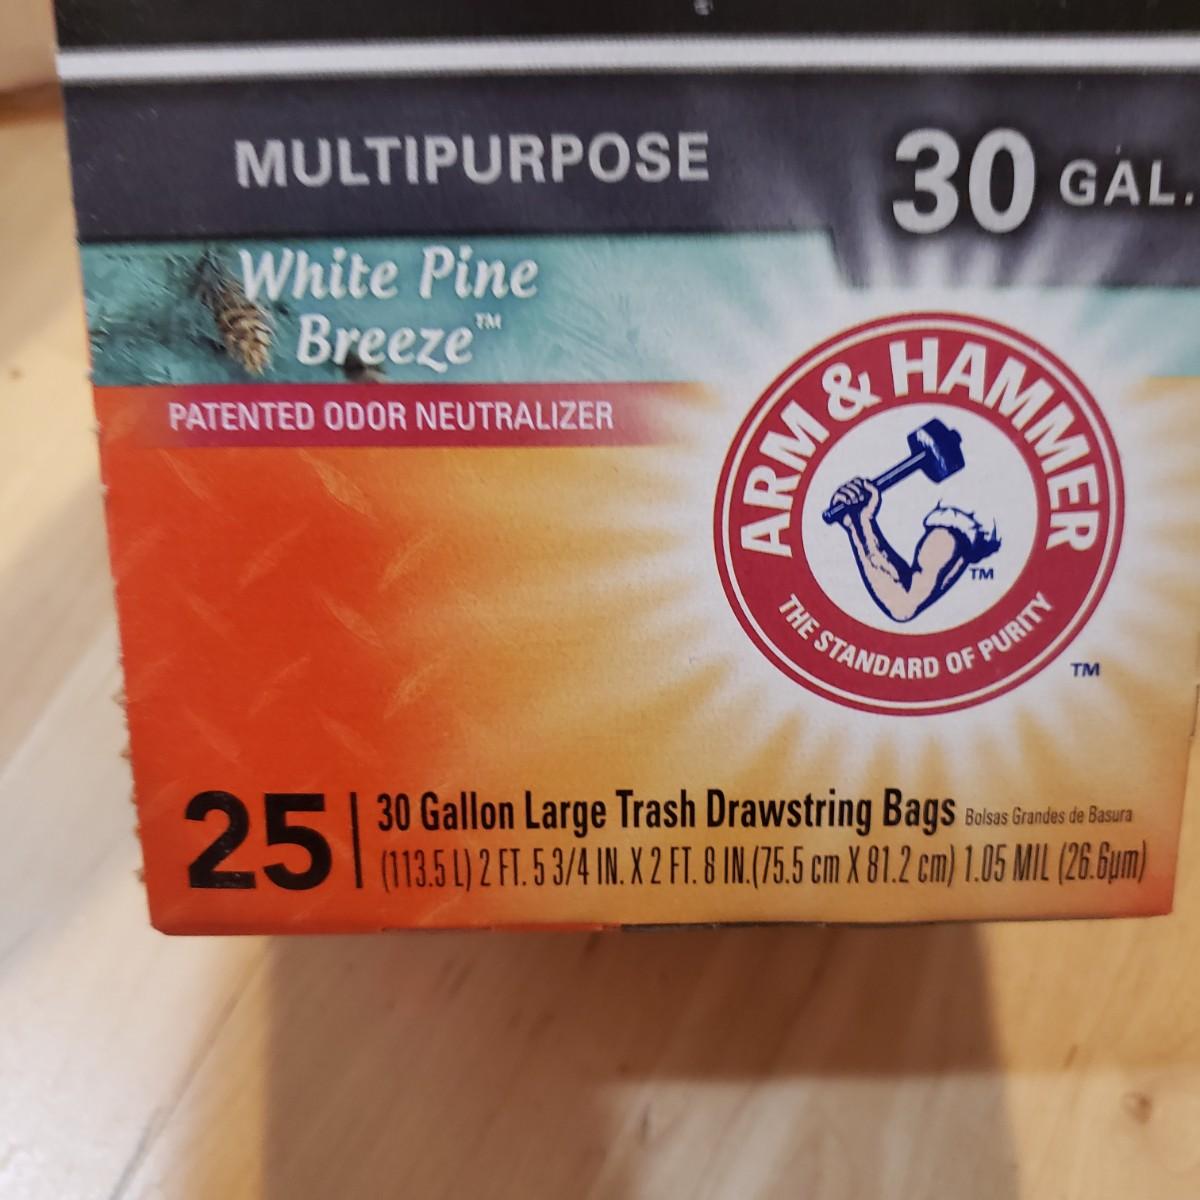 MULTIPURPOSE
30 GAL.
White Pine
Breeze™
PATENTED ODOR NEUTRALIZER
ARM & HAMMER
™
THE STANDARD OF PURITY
™
25
30 Gallon Large Trash Drawstring Bags Bolsas Grandes de Basura
(113.5 L) 2 FT. 5 3/4 IN. X 2 FT. 8 IN.(75.5 cm X 81.2 cm) 1.05 MIL (26.6µm)